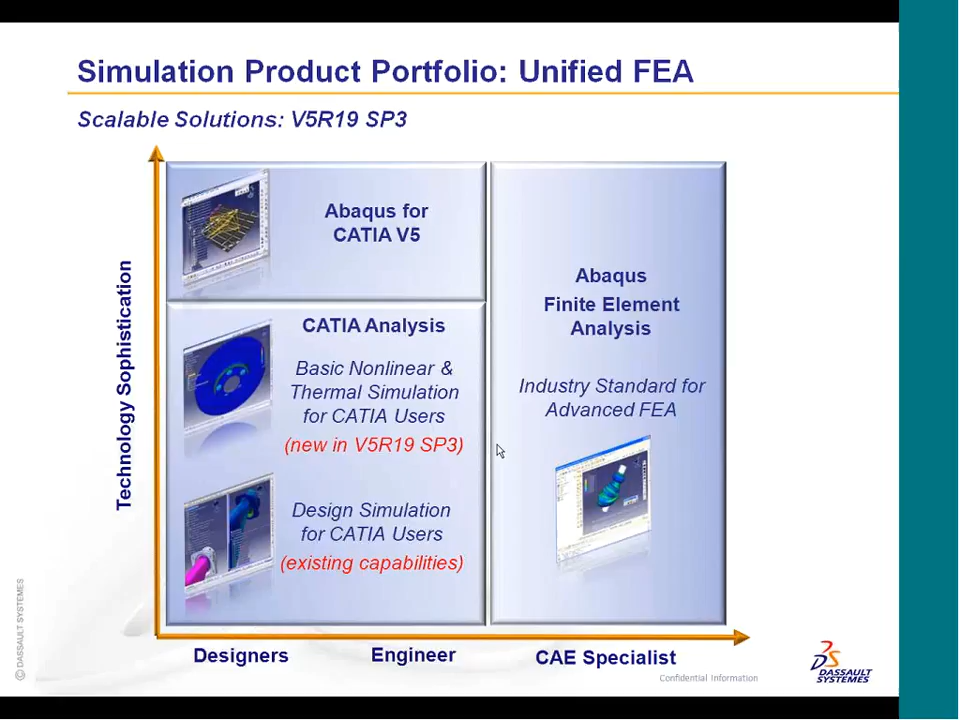 Simulation Product Portfolio: Unified FEA
Scalable Solutions: V5R19 SP3
Technology Sophistication
Abaqus for
CATIA V5
CATIA Analysis
Basic Nonlinear &
Thermal Simulation
for CATIA Users
(new in V5R19 SP3)
Design Simulation
for CATIA Users
(existing capabilities)
Abaqus
Finite Element
Analysis
Industry Standard for
Advanced FEA
Designers
Engineer
CAE Specialist
Confidential Information
© DASSAULT SYSTEMES
DASSAULT
SYSTEMES